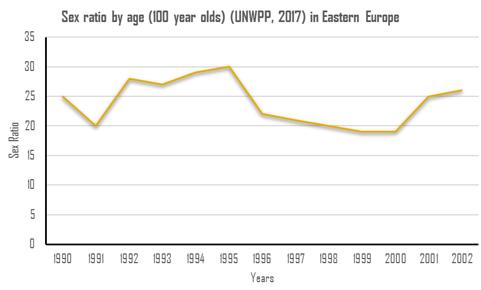 Sex ratio by age (100 year olds) (UNWPP, 2017) in Eastern Europe
35
30
25
20
15
10
5
0
Sex Ratio
1990 1991 1992 1993 1994 1995 1996 1997 1998 1999 2000 2001 2002
Years